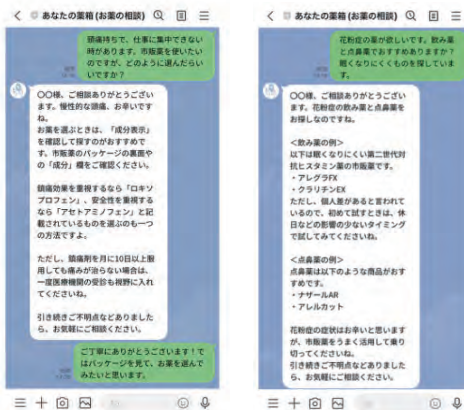 あなたの薬箱 (お薬の相談)
頭痛持ちで、仕事に集中できない
時があります。市販薬を使いたい
のですが、どのように選んだらい
いですか?
〇〇様、ご相談ありがとうござい
ます。慢性的な頭痛、お辛いです
ね。
お薬を選ぶときは、「成分表示」
を確認して探すのがおすすめで
す。市販薬のパッケージの裏面や
の「成分」欄をご確認ください。
鎮痛効果を重視するなら「ロキソ
プロフェン」、安全性を重視する
なら「アセトアミノフェン」と記
載されているものを選ぶのも一つ
の方法ですよ。
ただし、鎮痛剤を月に10日以上服
用しても痛みが治らない場合は、
一度医療機関の受診も視野に入れ
てくださいね。
引き続きご不明点などありました
ら、お気軽にご相談ください。
ご丁寧にありがとうございます!で
はパッケージを見て、お薬を選んで
みたいと思います。
あなたの薬箱 (お薬の相談)
花粉症の薬が欲しいです。飲み薬
と点鼻薬でおすすめありますか?
眠くなりにくくものを探していま
す。
〇〇様、ご相談ありがとうござい
ます。花粉症の飲み薬と点鼻薬を
お探しなのですね。
<飲み薬の例>
以下は眠くなりにくい第二世代対
抗ヒスタミン薬の市販薬です。
・アレグラFX
・クラリチンEX
ただし、個人差があると言われて
いるので、初めて試すときは、休
日などの影響の少ないタイミング
で試してみてくださいね。
<点鼻薬の例>
点鼻薬は以下のような商品がおす
すめです。
・ナザールAR
・アレルカット
花粉症の症状はお辛いと思います
が、市販薬をうまく活用して乗り
切ってくださいね。
引き続きご不明点などありました
ら、お気軽にご相談ください。